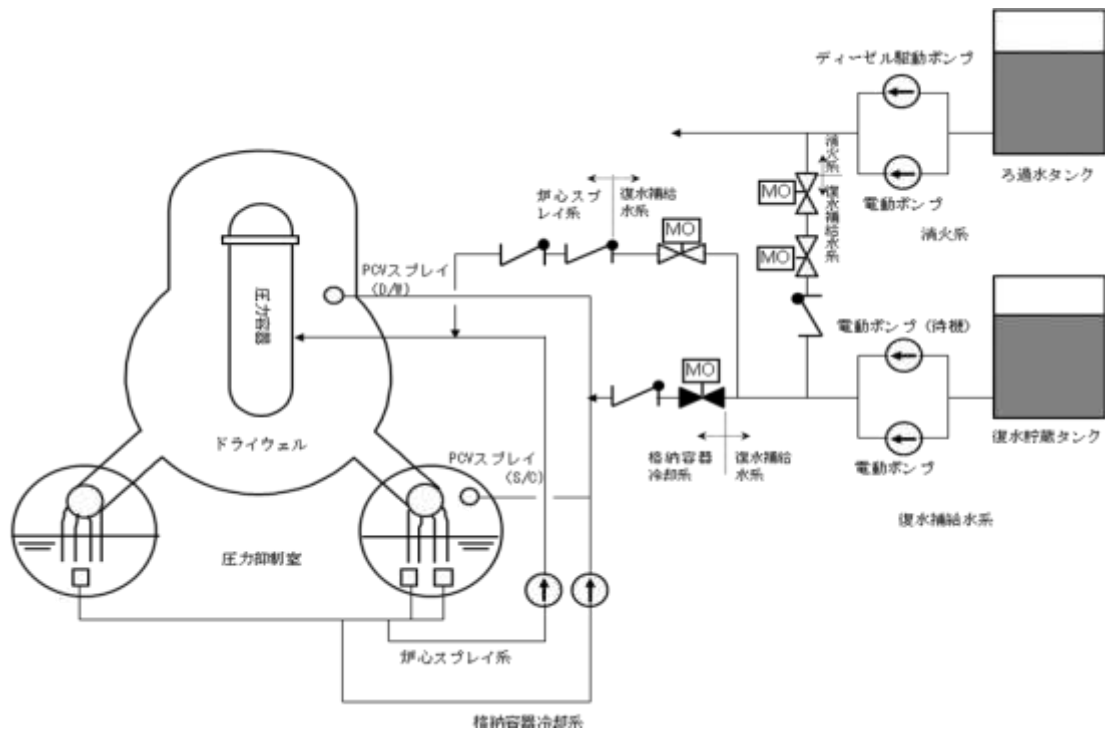 ディーゼル駆動ポンプ
電動ポンプ
ろ過水タンク
消火系
消火系
復水補給水系
MO
MO
炉心スプ
レイ系
復水補給
水系
MO
PCVスプレイ
(D/W)
圧力容器
ドライウェル
MO
格納容器
冷却系
復水補給
水系
電動ポンプ(待機)
電動ポンプ
復水貯蔵タンク
復水補給水系
PCVスプレイ
(S/C)
圧力抑制室
炉心スプレイ系
格納容器冷却系